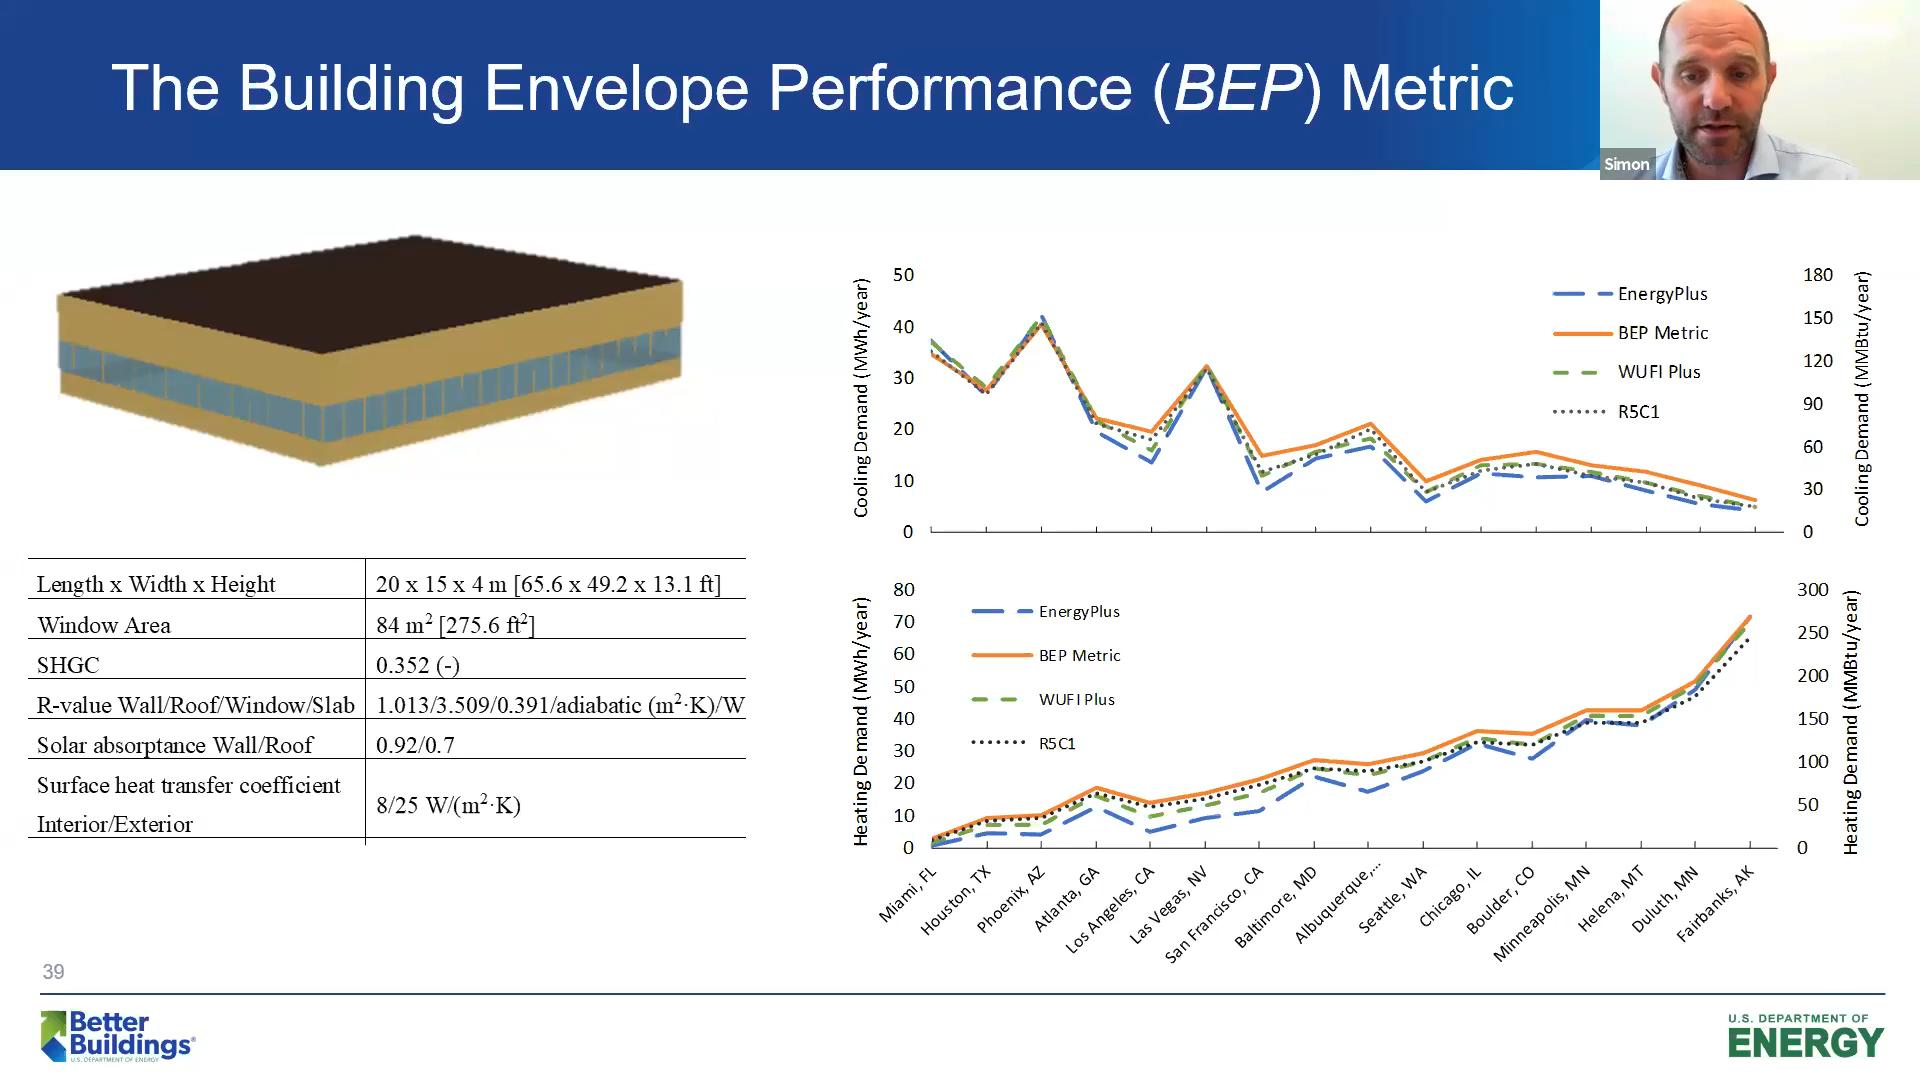 The Building Envelope Performance (BEP) Metric
Simon
Length x Width x Height
20 x 15 x 4 m [65.6 x 49.2 x 13.1 ft]
Window Area
84 m² [275.6 ft²]
SHGC
0.352 (-)
R-value Wall/Roof/Window/Slab
1.013/3.509/0.391/adiabatic (m²·K)/W
Solar absorptance Wall/Roof
0.92/0.7
Surface heat transfer coefficient
Interior/Exterior
8/25 W/(m²·K)
Cooling Demand (MWh/year)
50
40
30
20
10
0
EnergyPlus
BEP Metric
WUFI Plus
R5C1
180
150
120
90
60
30
0
Cooling Demand (MMBtu/year)
Heating Demand (MWh/year)
80
70
60
50
40
30
20
10
0
EnergyPlus
BEP Metric
WUFI Plus
R5C1
300
250
200
150
100
50
0
Heating Demand (MMBtu/year)
Miami, FL
Houston, TX
Phoenix, AZ
Atlanta, GA
Los Angeles, CA
Las Vegas, NV
San Francisco, CA
Baltimore, MD
Albuquerque,...
Seattle, WA
Chicago, IL
Boulder, CO
Minneapolis, MN
Helena, MT
Duluth, MN
Fairbanks, AK
39
Better
Buildings®
U.S. DEPARTMENT OF ENERGY
U.S. DEPARTMENT OF
ENERGY